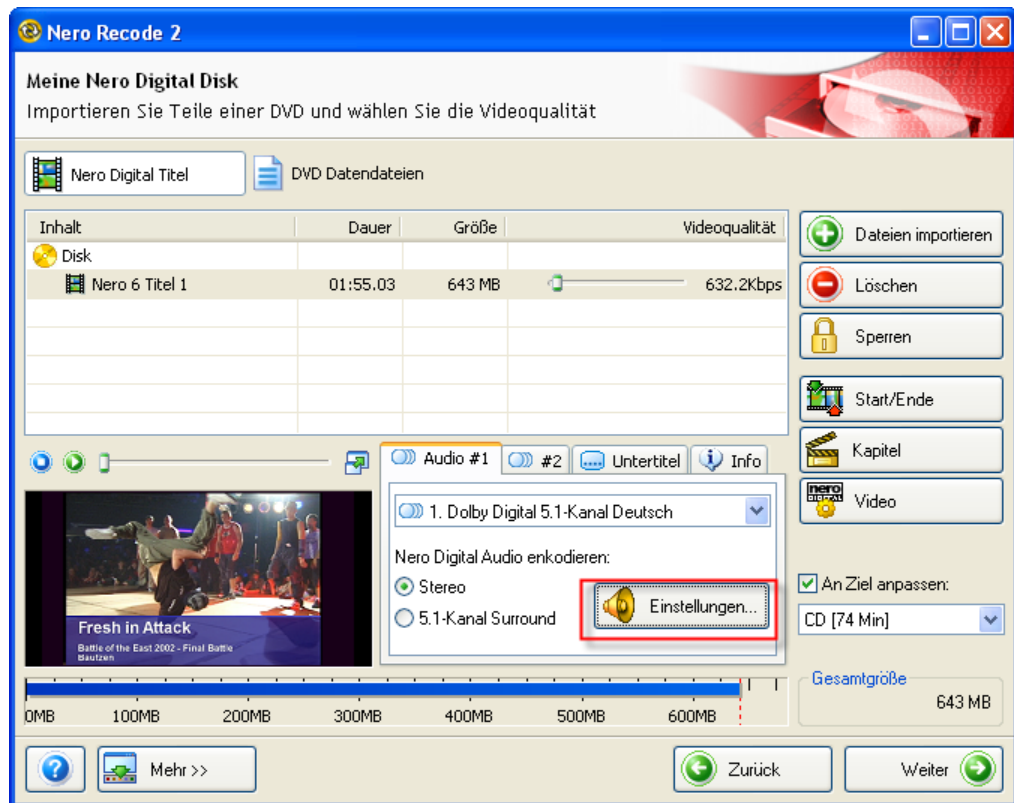 Nero Recode 2
Meine Nero Digital Disk
Importieren Sie Teile einer DVD und wählen Sie die Videoqualität
Nero Digital Titel
DVD Datendateien
Inhalt Dauer Größe Videoqualität
Disk
Nero 6 Titel 1 01:55.03 643 MB 632.2Kbps
Dateien importieren
Löschen
Sperren
Start/Ende
Kapitel
nero DIGITAL Video
Audio #1 #2 Untertitel Info
1. Dolby Digital 5.1-Kanal Deutsch
Nero Digital Audio enkodieren:
Stereo
5.1-Kanal Surround
Einstellungen...
Fresh in Attack
Battle of the East 2002 - Final Battle
Bautzen
An Ziel anpassen:
CD [74 Min]
Gesamtgröße
643 MB
0MB 100MB 200MB 300MB 400MB 500MB 600MB
Mehr >>
Zurück
Weiter